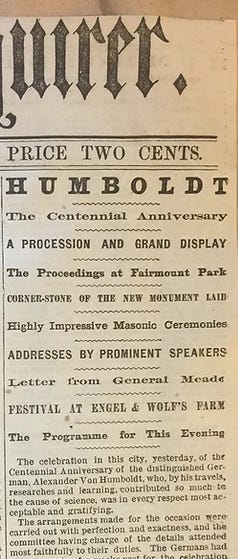 quirer.
PRICE TWO CENTS.
HUMBOLDT
The Centennial Anniversary
A PROCESSION AND GRAND DISPLAY
The Proceedings at Fairmount Park
CORNER-STONE OF THE NEW MONUMENT LAID
Highly Impressive Masonic Ceremonies
ADDRESSES BY PROMINENT SPEAKERS
Letter from General Meade
FESTIVAL AT ENGEL & WOLF'S FARM
The Programme for This Evening
The celebration in this city, yesterday, of the
Centennial Anniversary of the distinguished Ger-
man, Alexander Von Humboldt, who, by his travels,
researches and learning, contributed so much to
the cause of science, was in every respect most ac-
ceptable and gratifying.
The arrangements made for the occasion were
carried out with perfection and exactness, and the
committee having charge of the details attended
most faithfully to their duties. The Germans had